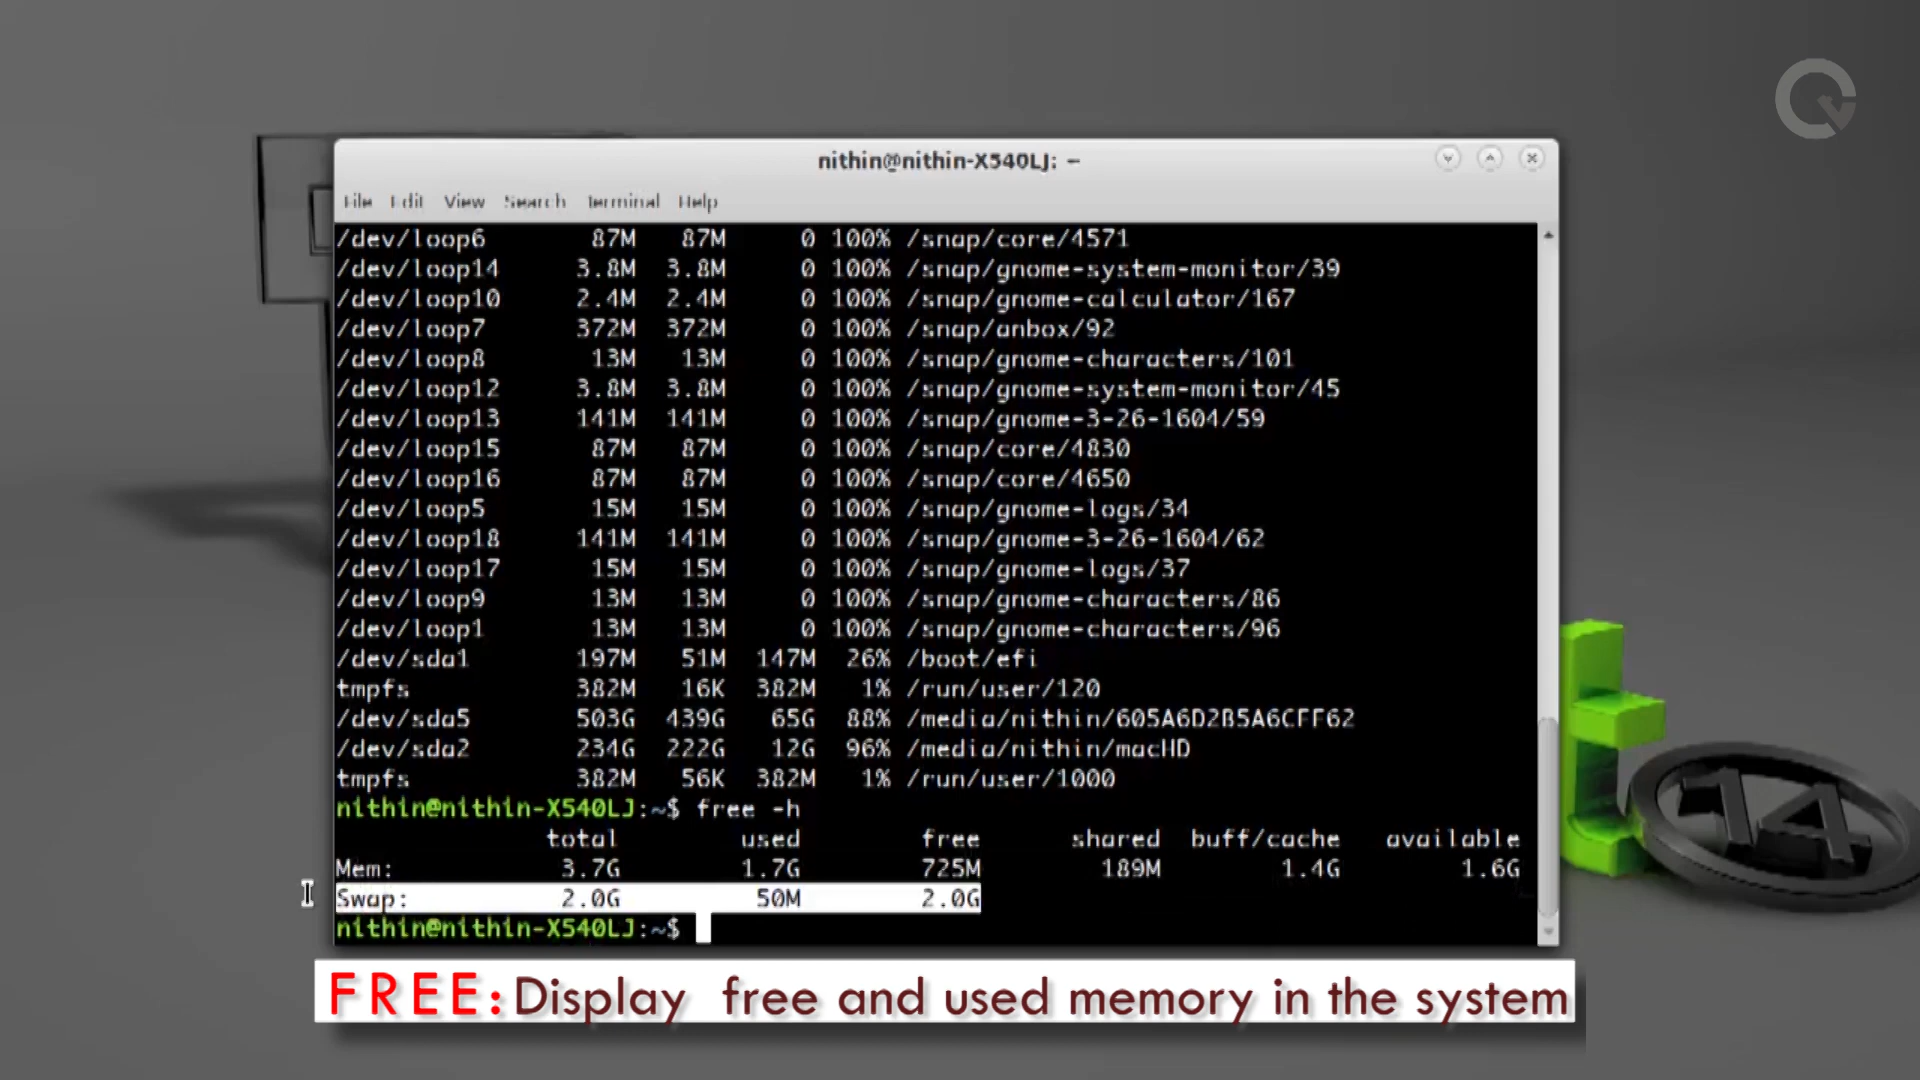 nithin@nithin-X540LJ: ~
File Edit View Search Terminal Help
/dev/loop6 87M 87M 0 100% /snap/core/4571
/dev/loop14 3.8M 3.8M 0 100% /snap/gnome-system-monitor/39
/dev/loop10 2.4M 2.4M 0 100% /snap/gnome-calculator/167
/dev/loop7 372M 372M 0 100% /snap/anbox/92
/dev/loop8 13M 13M 0 100% /snap/gnome-characters/101
/dev/loop12 3.8M 3.8M 0 100% /snap/gnome-system-monitor/45
/dev/loop13 141M 141M 0 100% /snap/gnome-3-26-1604/59
/dev/loop15 87M 87M 0 100% /snap/core/4830
/dev/loop16 87M 87M 0 100% /snap/core/4650
/dev/loop5 15M 15M 0 100% /snap/gnome-logs/34
/dev/loop18 141M 141M 0 100% /snap/gnome-3-26-1604/62
/dev/loop17 15M 15M 0 100% /snap/gnome-logs/37
/dev/loop9 13M 13M 0 100% /snap/gnome-characters/86
/dev/loop1 13M 13M 0 100% /snap/gnome-characters/96
/dev/sda1 197M 51M 147M 26% /boot/efi
tmpfs 382M 16K 382M 1% /run/user/120
/dev/sda5 503G 439G 65G 88% /media/nithin/605A6D2B5A6CFF62
/dev/sda2 234G 222G 12G 96% /media/nithin/macHD
tmpfs 382M 56K 382M 1% /run/user/1000
nithin@nithin-X540LJ:~$ free -h
total used free shared buff/cache available
Mem: 3.7G 1.7G 725M 189M 1.4G 1.6G
Swap: 2.0G 50M 2.0G
nithin@nithin-X540LJ:~$
14
FREE: Display free and used memory in the system